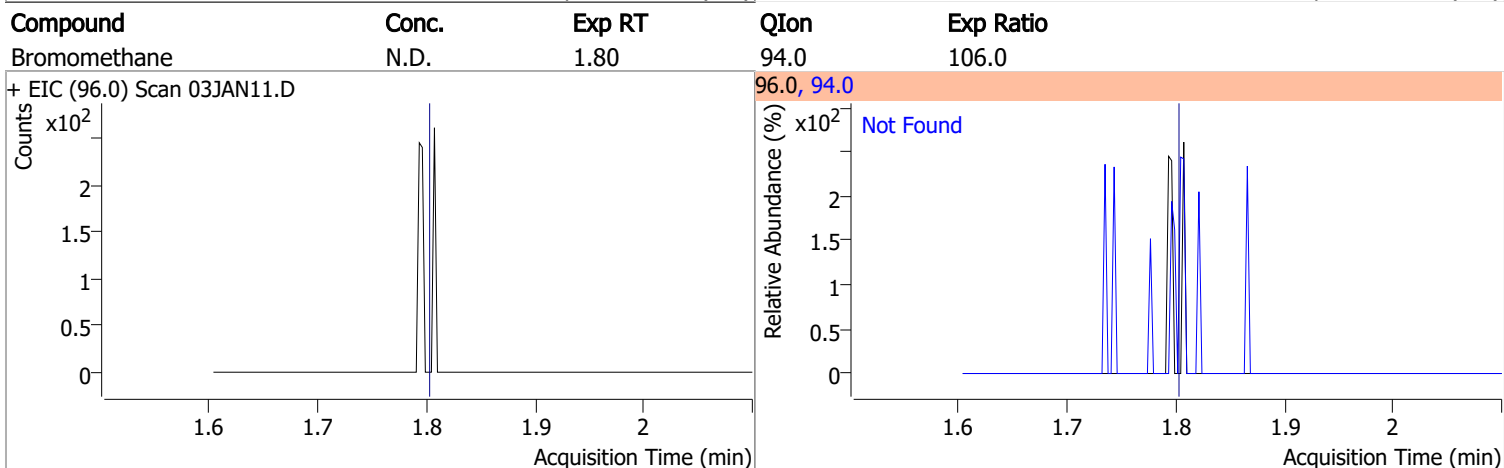 Compound Conc. Exp RT QIon Exp Ratio
Bromomethane N.D. 1.80 94.0 106.0
+ EIC (96.0) Scan 03JAN11.D
Counts
x10²
2
1.5
1
0.5
0
1.6 1.7 1.8 1.9 2
Acquisition Time (min)
96.0, 94.0
Relative Abundance (%)
x10²
Not Found
2
1.5
1
0.5
0
1.6 1.7 1.8 1.9 2
Acquisition Time (min)